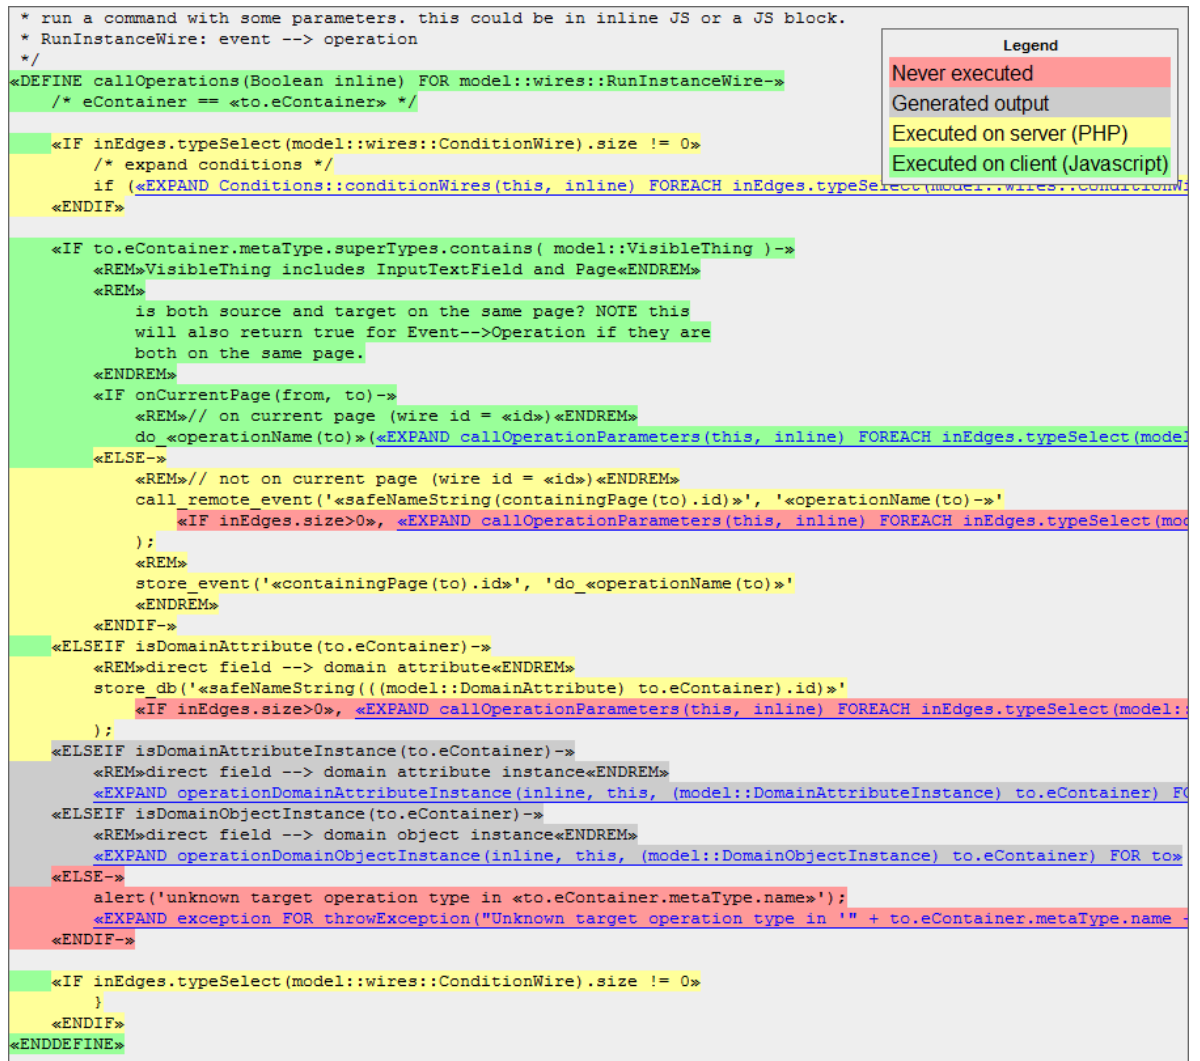 * run a command with some parameters. this could be in inline JS or a JS block.
* RunInstanceWire: event --> operation
*/
«DEFINE callOperations(Boolean inline) FOR model::wires::RunInstanceWire-»
/* eContainer == «to.eContainer» */
«IF inEdges.typeSelect(model::wires::ConditionWire).size != 0»
/* expand conditions */
if («EXPAND Conditions::conditionWires(this, inline) FOREACH inEdges.typeSelect(model::wires::ConditionWi
«ENDIF»
«IF to.eContainer.metaType.superTypes.contains( model::VisibleThing )-»
«REM»VisibleThing includes InputTextField and Page«ENDREM»
«REM»
is both source and target on the same page? NOTE this
will also return true for Event-->Operation if they are
both on the same page.
«ENDREM»
«IF onCurrentPage(from, to)-»
«REM»// on current page (wire id = «id»)«ENDREM»
do_«operationName(to)»(«EXPAND callOperationParameters(this, inline) FOREACH inEdges.typeSelect(model
«ELSE-»
«REM»// not on current page (wire id = «id»)«ENDREM»
call_remote_event('«safeNameString(containingPage(to).id)»', '«operationName(to)-»'
«IF inEdges.size>0», «EXPAND callOperationParameters(this, inline) FOREACH inEdges.typeSelect(mod
);
«REM»
store_event('«containingPage(to).id»', 'do_«operationName(to)»'
«ENDREM»
«ENDIF-»
«ELSEIF isDomainAttribute(to.eContainer)-»
«REM»direct field --> domain attribute«ENDREM»
store_db('«safeNameString(((model::DomainAttribute) to.eContainer).id)»'
«IF inEdges.size>0», «EXPAND callOperationParameters(this, inline) FOREACH inEdges.typeSelect(model::
);
«ELSEIF isDomainAttributeInstance(to.eContainer)-»
«REM»direct field --> domain attribute instance«ENDREM»
«EXPAND operationDomainAttributeInstance(inline, this, (model::DomainAttributeInstance) to.eContainer) FO
«ELSEIF isDomainObjectInstance(to.eContainer)-»
«REM»direct field --> domain object instance«ENDREM»
«EXPAND operationDomainObjectInstance(inline, this, (model::DomainObjectInstance) to.eContainer) FOR to»
«ELSE-»
alert('unknown target operation type in «to.eContainer.metaType.name»');
«EXPAND exception FOR throwException("Unknown target operation type in '" + to.eContainer.metaType.name
«ENDIF-»
«IF inEdges.typeSelect(model::wires::ConditionWire).size != 0»
}
«ENDIF»
«ENDDEFINE»
Legend
Never executed
Generated output
Executed on server (PHP)
Executed on client (Javascript)